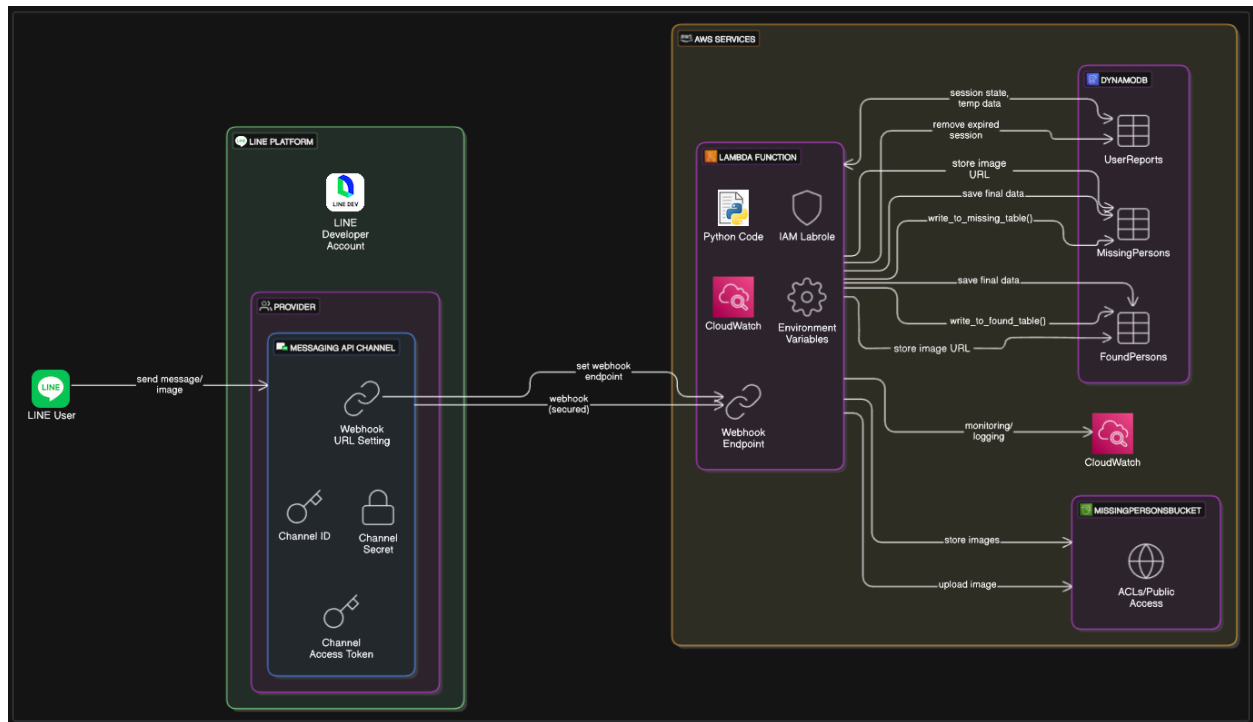 AWS SERVICES
DYNAMODB
session state,
temp data
remove expired
session
UserReports
LINE PLATFORM
LAMBDA FUNCTION
store image
URL
LINE DEV
LINE
Developer
Account
Python Code
IAM Labrole
save final data
write_to_missing_table()
MissingPersons
save final data
PROVIDER
CloudWatch
Environment
Variables
write_to_found_table()
store image URL
FoundPersons
MESSAGING API CHANNEL
send message/
image
LINE
LINE User
set webhook
endpoint
webhook
(secured)
Webhook
URL Setting
Webhook
Endpoint
monitoring/
logging
CloudWatch
Channel ID
Channel
Secret
MISSINGPERSONSBUCKET
store images
upload image
ACLs/Public
Access
Channel
Access Token